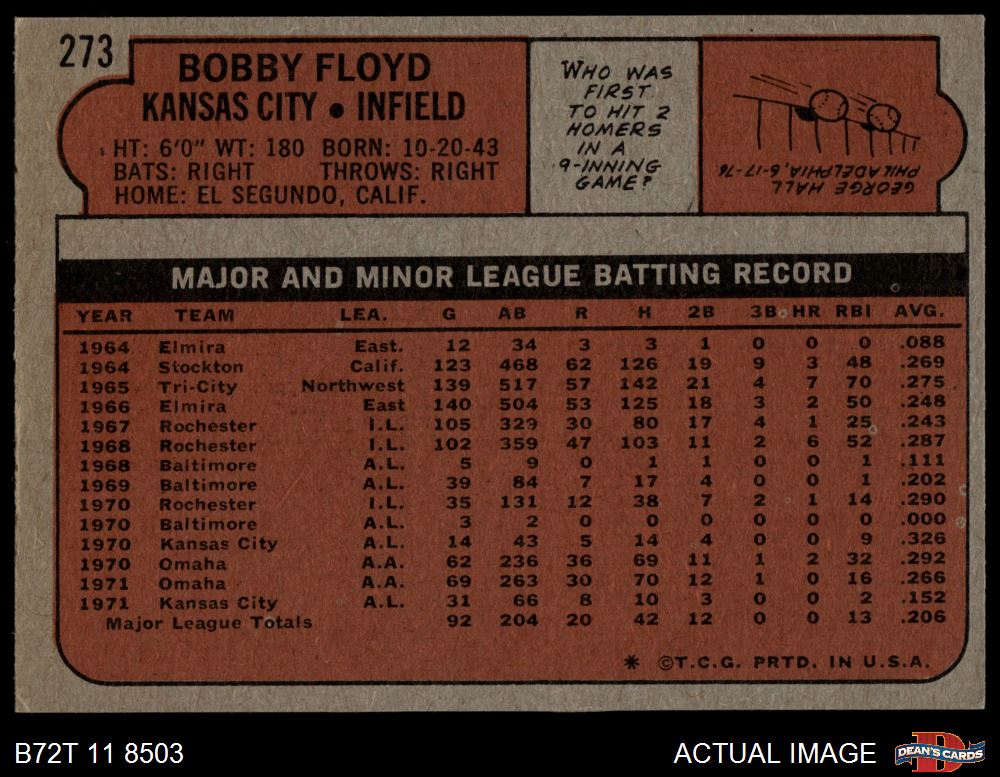 273
BOBBY FLOYD
KANSAS CITY • INFIELD
HT: 6'0" WT: 180 BORN: 10-20-43
BATS: RIGHT THROWS: RIGHT
HOME: EL SEGUNDO, CALIF.
WHO WAS
FIRST
TO HIT 2
HOMERS
IN A
9-INNING
GAME?
GEORGE HALL
PHILADELPHIA, 6-17-76
MAJOR AND MINOR LEAGUE BATTING RECORD
YEAR TEAM LEA. G AB R H 2B 3B HR RBI AVG.
1964 Elmira East. 12 34 3 3 1 0 0 0 .088
1964 Stockton Calif. 123 468 62 126 19 9 3 48 .269
1965 Tri-City Northwest 139 517 57 142 21 4 7 70 .275
1966 Elmira East 140 504 53 125 18 3 2 50 .248
1967 Rochester I.L. 105 329 30 80 17 4 1 25 .243
1968 Rochester I.L. 102 359 47 103 11 2 6 52 .287
1968 Baltimore A.L. 5 9 0 1 1 0 0 1 .111
1969 Baltimore A.L. 39 84 7 17 4 0 0 1 .202
1970 Rochester I.L. 35 131 12 38 7 2 1 14 .290
1970 Baltimore A.L. 3 2 0 0 0 0 0 0 .000
1970 Kansas City A.L. 14 43 5 14 4 0 0 9 .326
1970 Omaha A.A. 62 236 36 69 11 1 2 32 .292
1971 Omaha A.A. 69 263 30 70 12 1 0 16 .266
1971 Kansas City A.L. 31 66 8 10 3 0 0 2 .152
Major League Totals 92 204 20 42 12 0 0 13 .206
* ©T.C.G. PRTD. IN U.S.A.
B72T 11 8503
ACTUAL IMAGE
DEAN'S CARDS